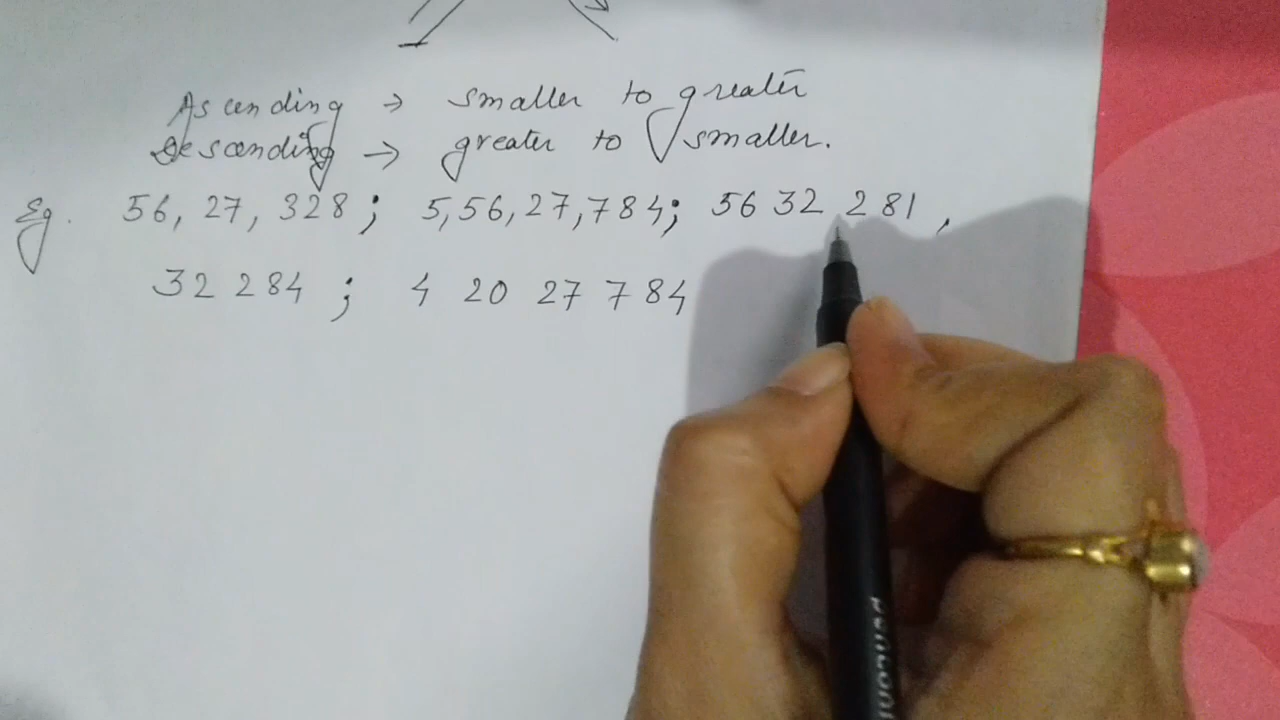 Ascending → smaller to greater
Descending → greater to smaller.
Eg. 56, 27, 328 ; 5,56,27,784; 56 32 281 ,
32 284 ; 4 20 27 784